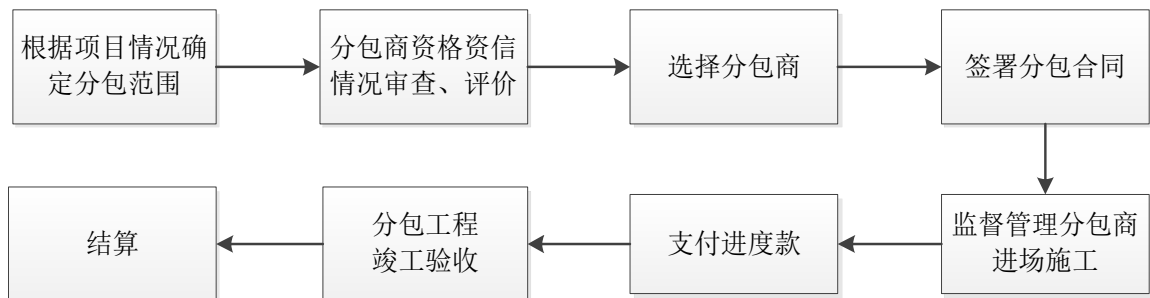 根据项目情况确
定分包范围
分包商资格资信
情况审查、评价
选择分包商
签署分包合同
监督管理分包商
进场施工
支付进度款
分包工程
竣工验收
结算